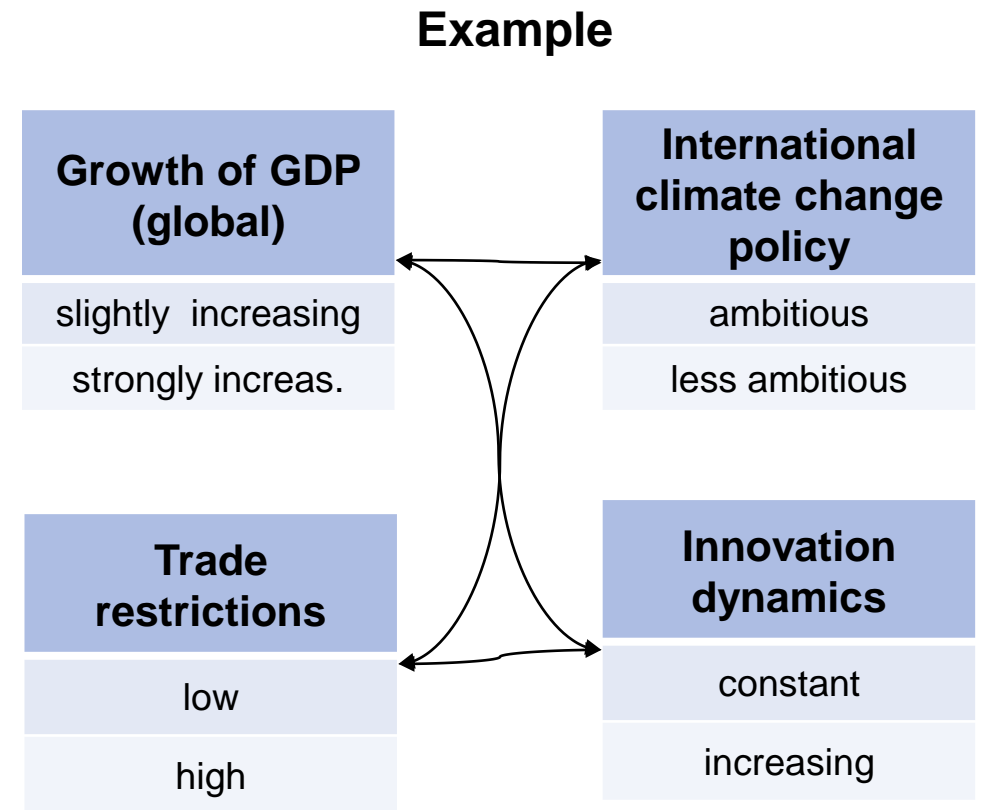 Example
Growth of GDP
(global)
slightly increasing
strongly increas.
International
climate change
policy
ambitious
less ambitious
Trade
restrictions
low
high
Innovation
dynamics
constant
increasing